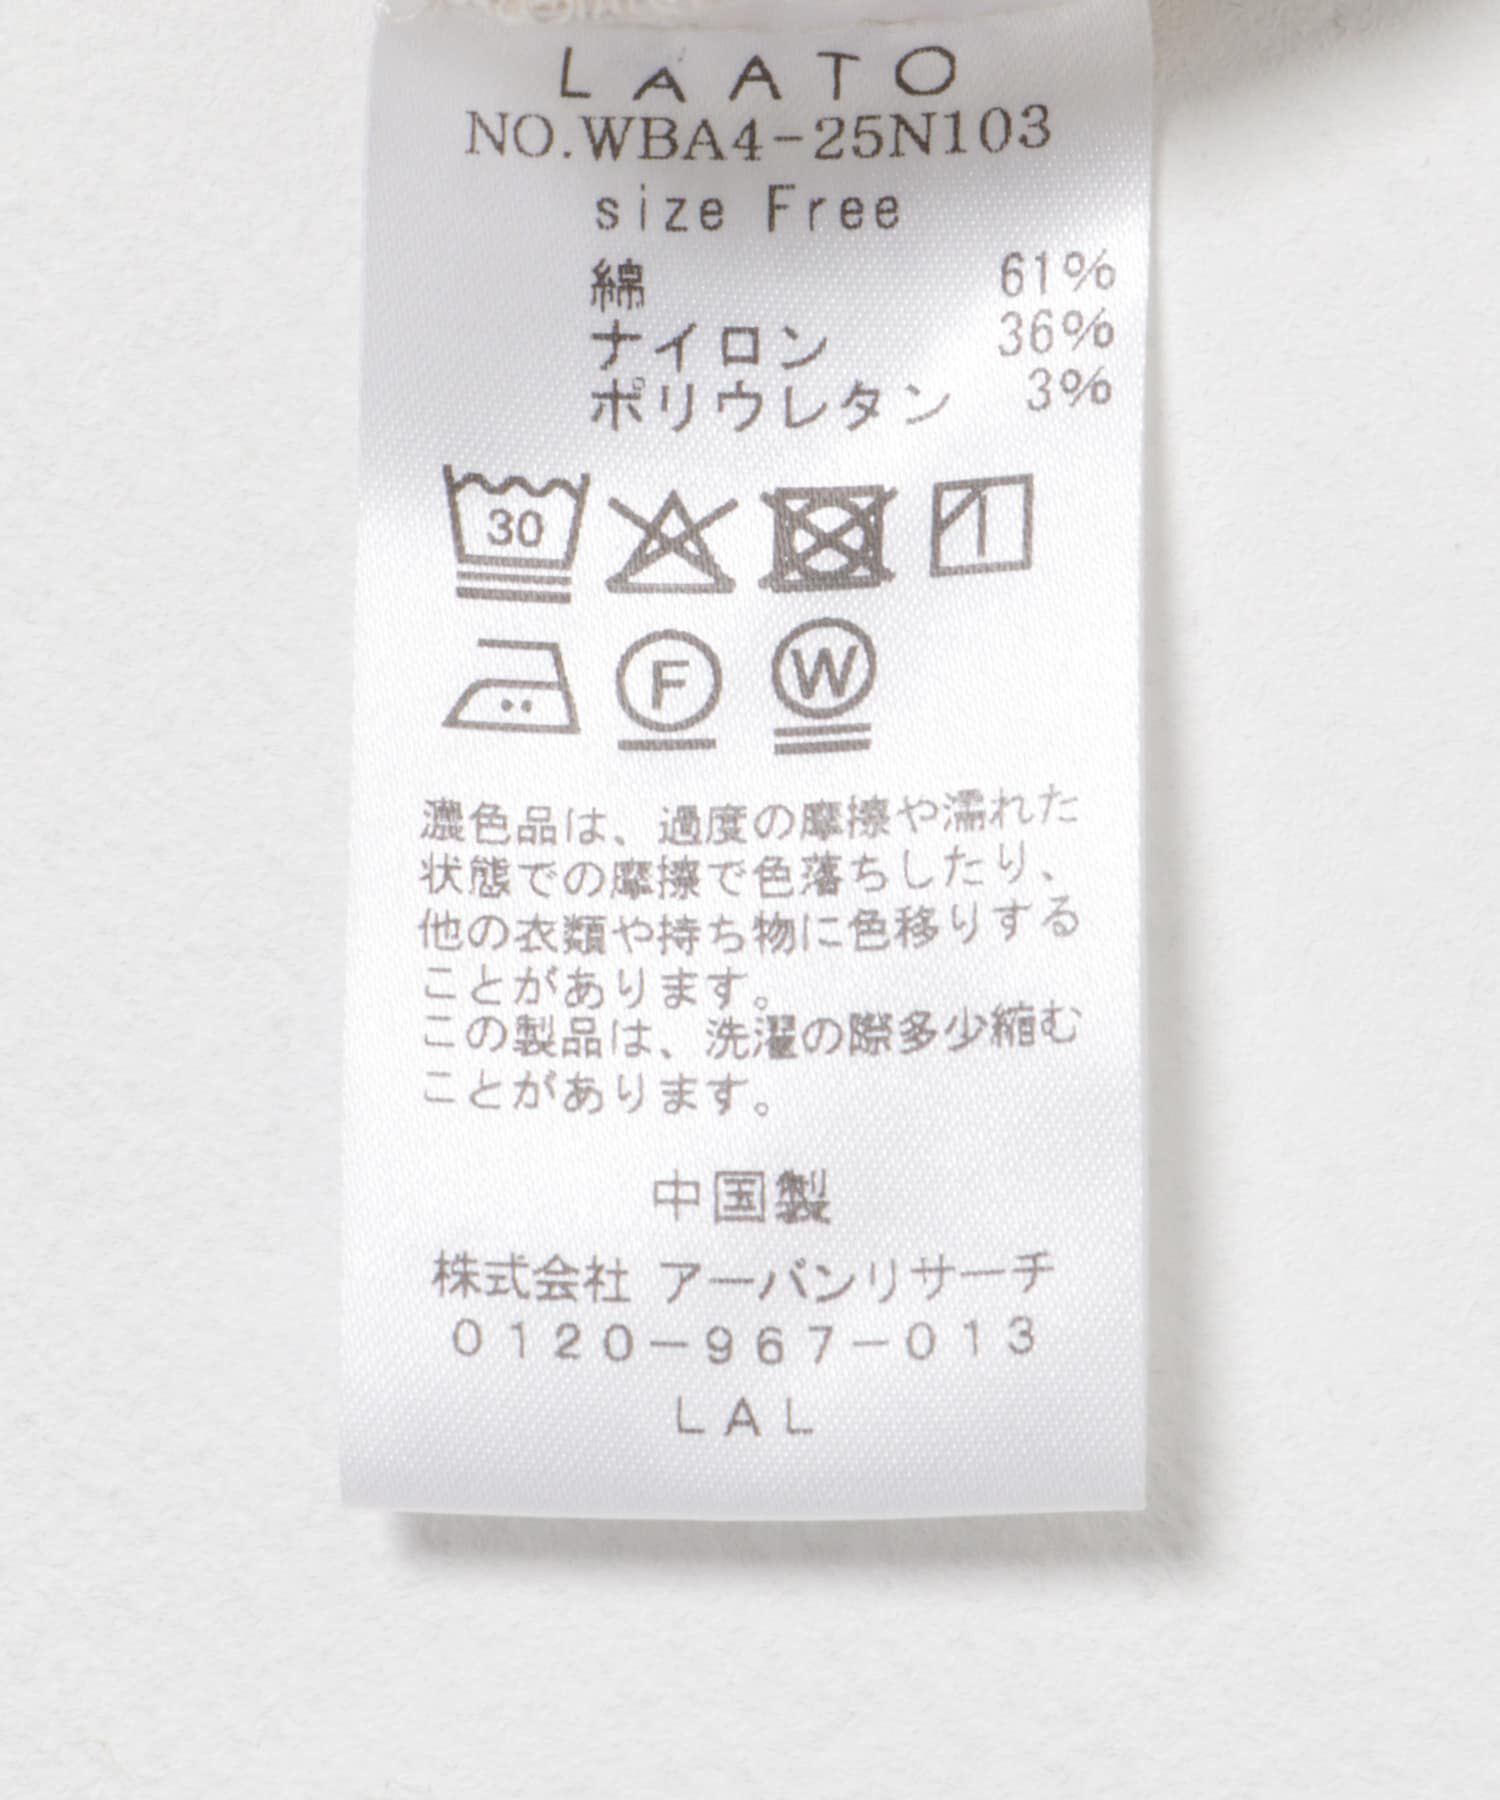 LAATO
NO.WBA4-25N103
size Free
綿 61%
ナイロン 36%
ポリウレタン 3%
30
F
W
濃色品は、過度の摩擦や濡れた
状態での摩擦で色落ちしたり、
他の衣類や持ち物に色移りする
ことがあります。
この製品は、洗濯の際多少縮む
ことがあります。
中国製
株式会社 アーバンリサーチ
0120-967-013
LAL